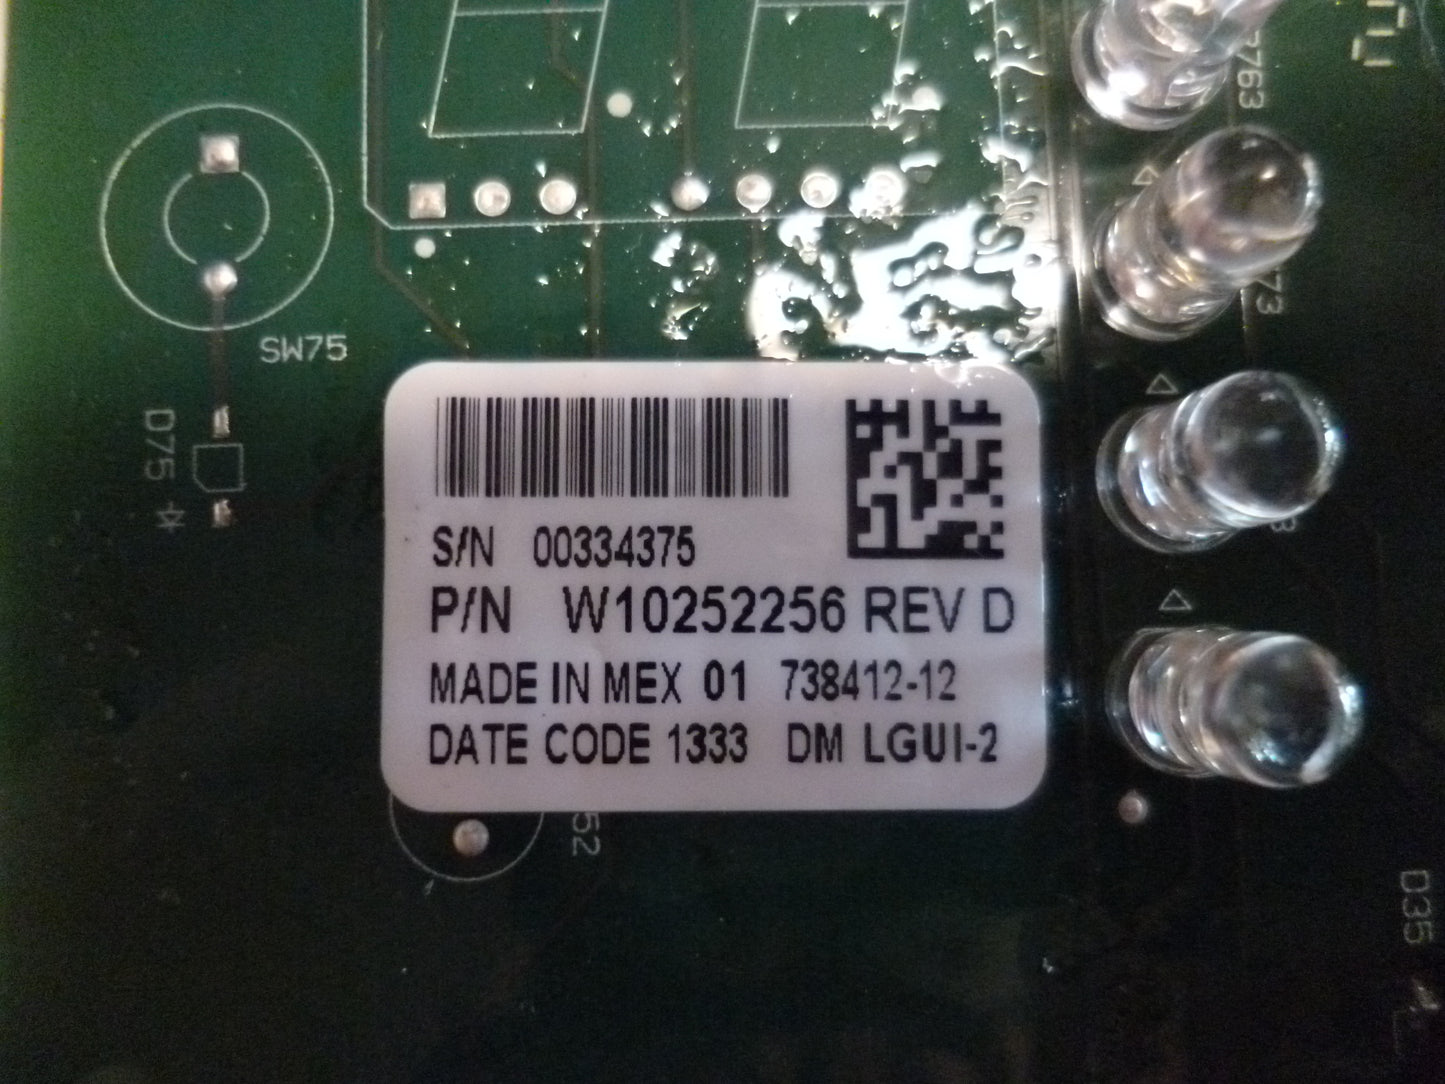 SW75
D75
S/N 00334375
P/N W10252256 REV D
MADE IN MEX 01 738412-12
DATE CODE 1333 DM LGUI-2
D35